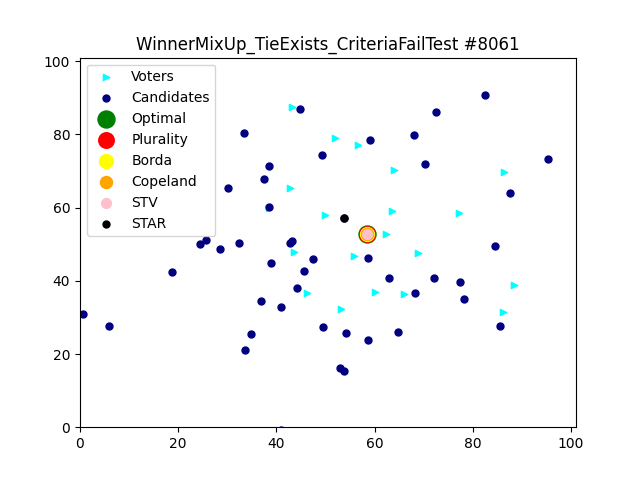 WinnerMixUp_TieExists_CriteriaFailTest #8061
100
80
60
40
20
0
Voters
Candidates
Optimal
Plurality
Borda
Copeland
STV
STAR
0 20 40 60 80 100